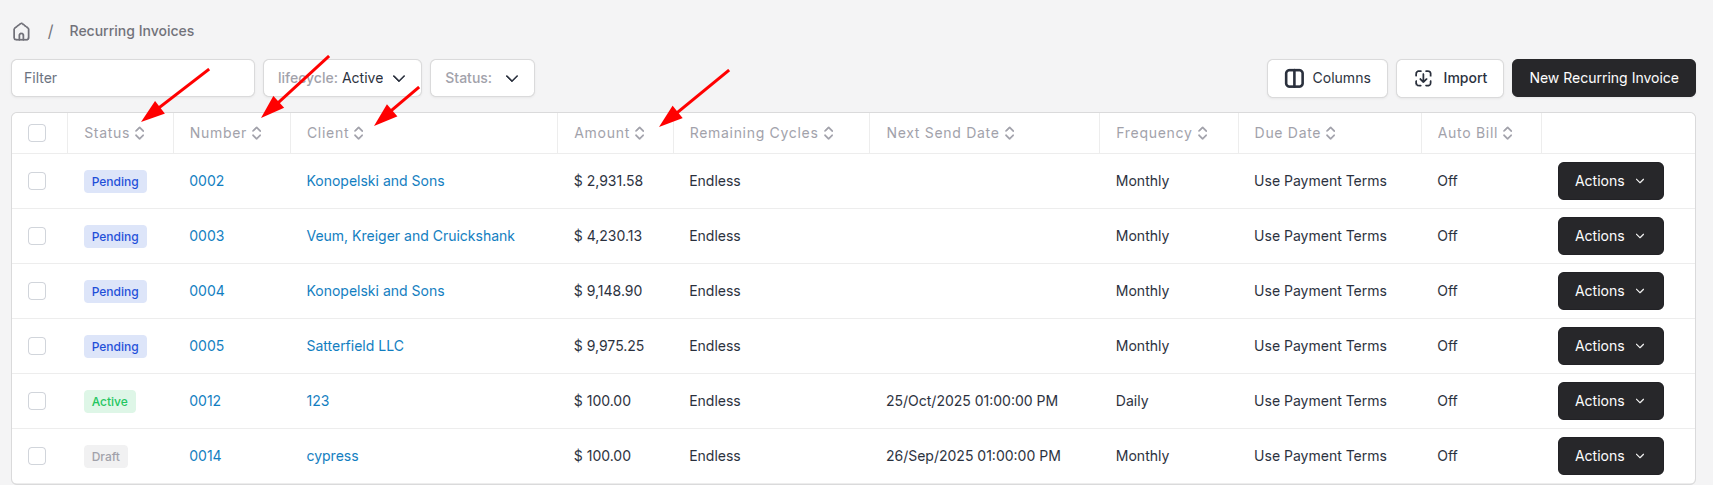 / Recurring Invoices
Filter lifecycle: Active Status: Columns Import New Recurring Invoice
Status Number Client Amount Remaining Cycles Next Send Date Frequency Due Date Auto Bill
Pending 0002 Konopelski and Sons $ 2,931.58 Endless Monthly Use Payment Terms Off Actions
Pending 0003 Veum, Kreiger and Cruickshank $ 4,230.13 Endless Monthly Use Payment Terms Off Actions
Pending 0004 Konopelski and Sons $ 9,148.90 Endless Monthly Use Payment Terms Off Actions
Pending 0005 Satterfield LLC $ 9,975.25 Endless Monthly Use Payment Terms Off Actions
Active 0012 123 $ 100.00 Endless 25/Oct/2025 01:00:00 PM Daily Use Payment Terms Off Actions
Draft 0014 cypress $ 100.00 Endless 26/Sep/2025 01:00:00 PM Monthly Use Payment Terms Off Actions